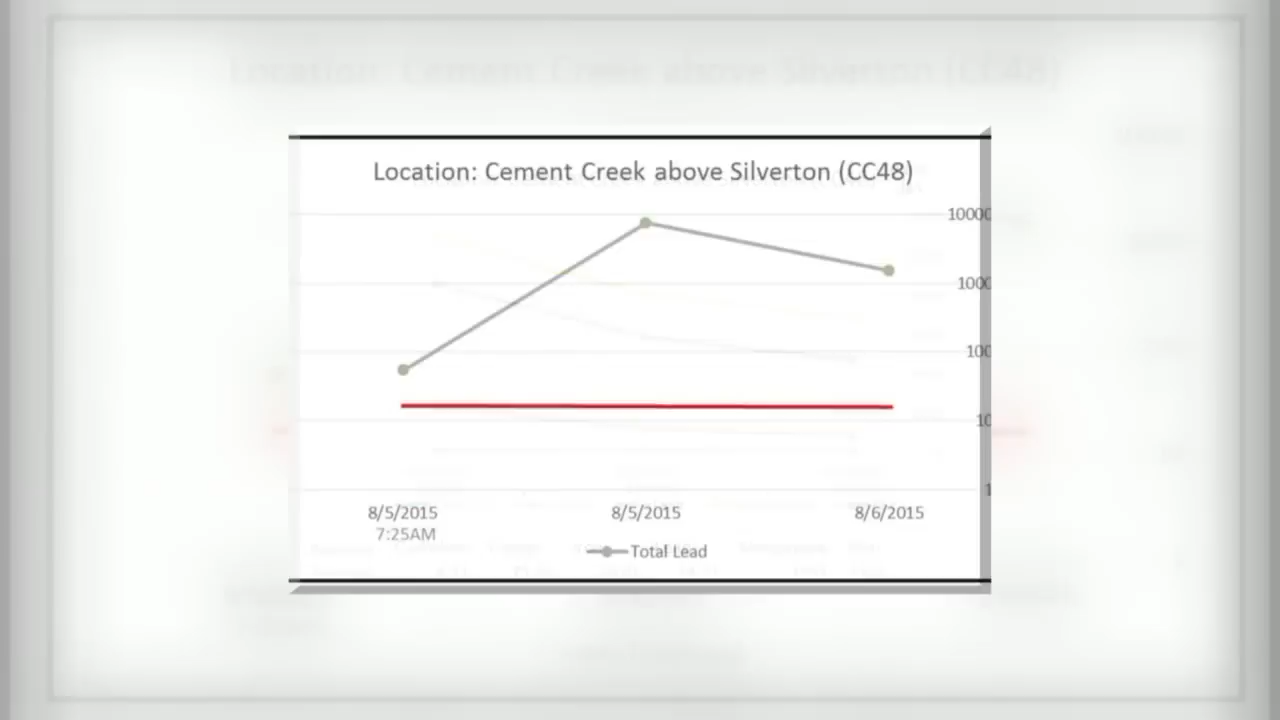 Location: Cement Creek above Silverton (CC48)
10000
1000
100
10
1
8/5/2015 8/5/2015 8/6/2015
7:25AM
Total Lead